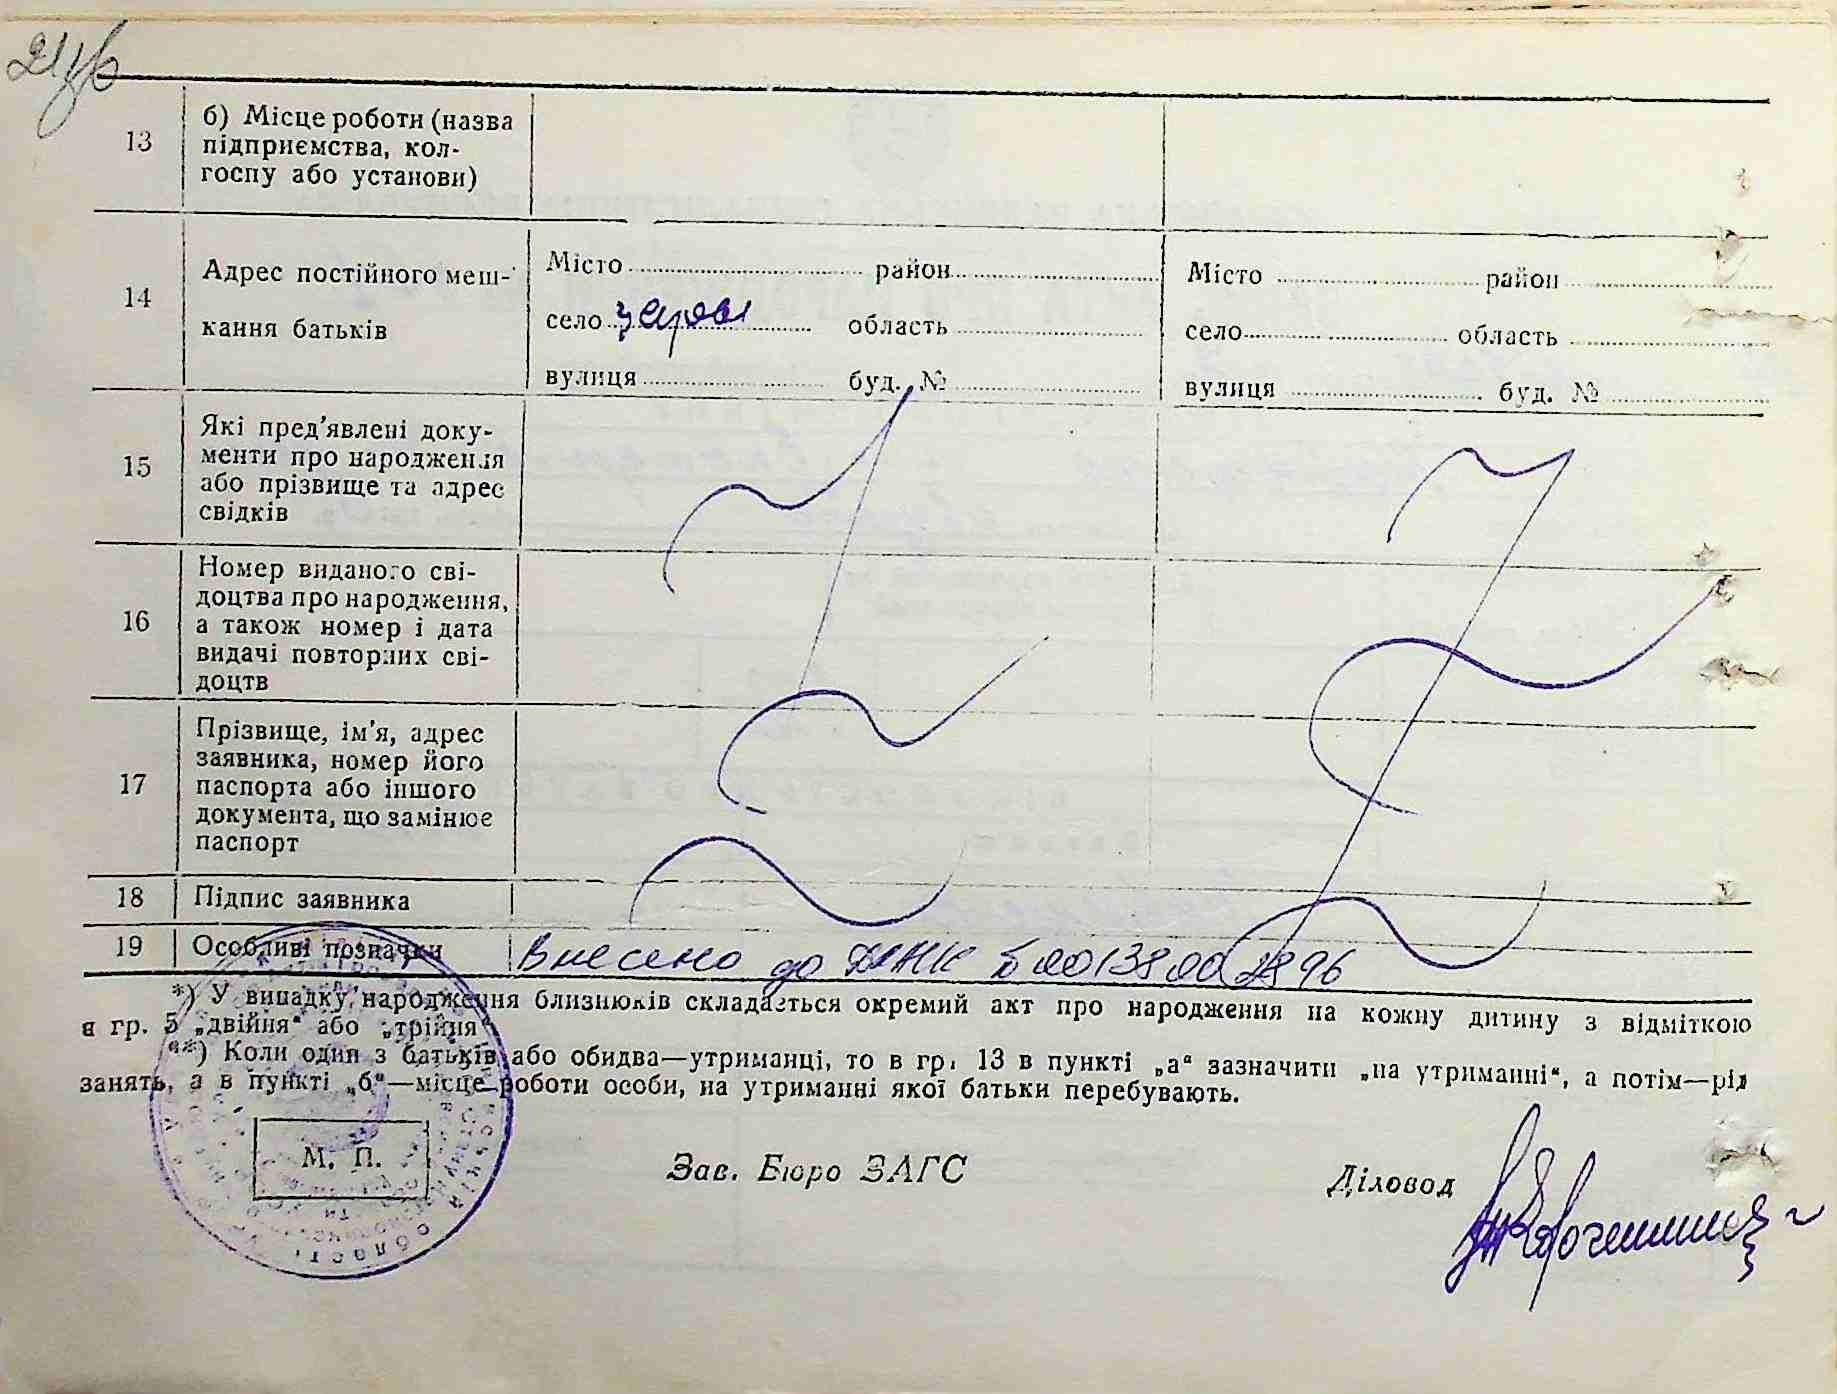 13
б) Місце роботи (назва
підприємства, кол-
госпу або установи)
14
Адрес постійного меш-
кання батьків
Місто район
село область
вулиця буд. №
Місто район
село область
вулиця буд. №
15
Які пред’явлені доку-
менти про народження
або прізвище та адрес
свідків
16
Номер виданого сві-
доцтва про народження,
а також номер і дата
видачі повторних сві-
доцтв
17
Прізвище, ім’я, адрес
заявника, номер його
паспорта або іншого
документа, що замінює
паспорт
18 Підпис заявника
19 Особливі позначки Внесено до
*) У випадку народження близнюків складається окремий акт про народження на кожну дитину з відміткою
в гр. 5 „двійня“ або „трійня“
**) Коли один з батьків або обидва—утриманці, то в гр. 13 в пункті „а“ зазначити „на утриманні“, а потім—рід
занять, а в пункті „б“—місце роботи особи, на утриманні якої батьки перебувають.
М. П.
Зав. Бюро ЗАГС
Діловод